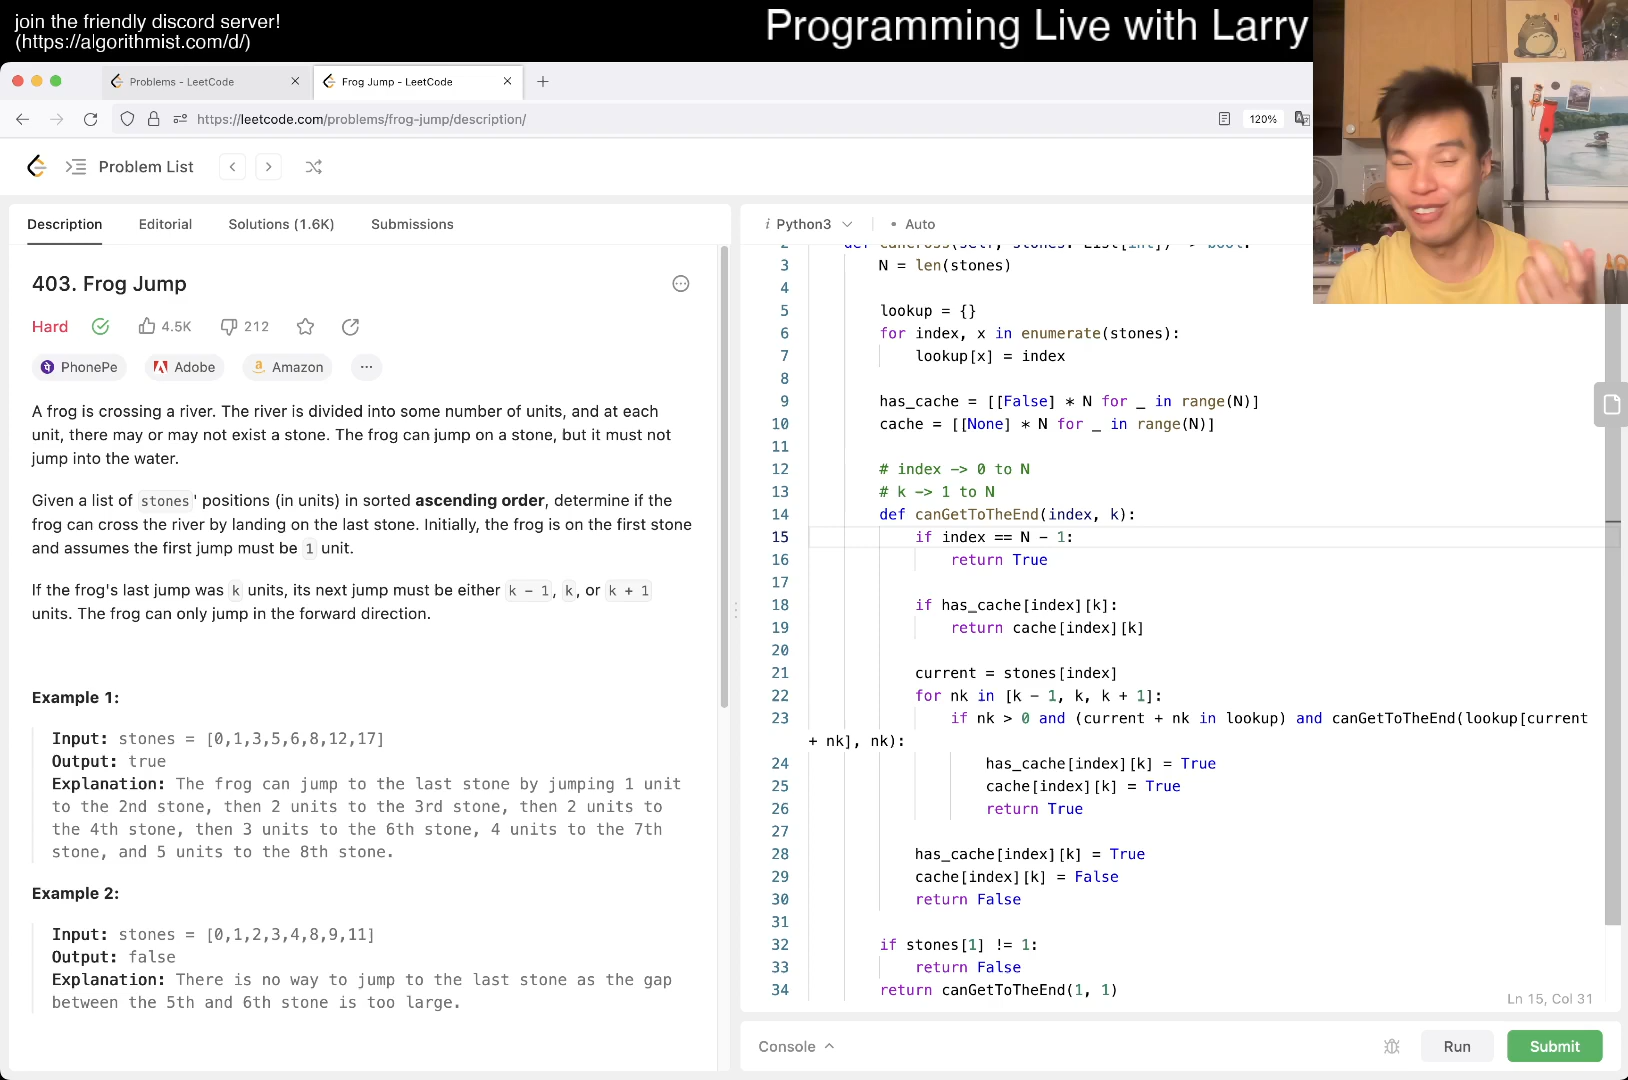 join the friendly discord server!
(https://algorithmist.com/d/)
Programming Live with Larry
Problems - LeetCode
Frog Jump - LeetCode
https://leetcode.com/problems/frog-jump/description/
120%
Problem List
Description
Editorial
Solutions (1.6K)
Submissions
403. Frog Jump
Hard
4.5K
212
PhonePe
Adobe
Amazon
A frog is crossing a river. The river is divided into some number of units, and at each
unit, there may or may not exist a stone. The frog can jump on a stone, but it must not
jump into the water.
Given a list of stones' positions (in units) in sorted ascending order, determine if the
frog can cross the river by landing on the last stone. Initially, the frog is on the first stone
and assumes the first jump must be 1 unit.
If the frog's last jump was k units, its next jump must be either k - 1, k, or k + 1
units. The frog can only jump in the forward direction.
Example 1:
Input: stones = [0,1,3,5,6,8,12,17]
Output: true
Explanation: The frog can jump to the last stone by jumping 1 unit
to the 2nd stone, then 2 units to the 3rd stone, then 2 units to
the 4th stone, then 3 units to the 6th stone, 4 units to the 7th
stone, and 5 units to the 8th stone.
Example 2:
Input: stones = [0,1,2,3,4,8,9,11]
Output: false
Explanation: There is no way to jump to the last stone as the gap
between the 5th and 6th stone is too large.
i Python3
• Auto
2 def canCross(self, stones: List[int]) -> bool:
3 N = len(stones)
4
5 lookup = {}
6 for index, x in enumerate(stones):
7 lookup[x] = index
8
9 has_cache = [[False] * N for _ in range(N)]
10 cache = [[None] * N for _ in range(N)]
11
12 # index -> 0 to N
13 # k -> 1 to N
14 def canGetToTheEnd(index, k):
15 if index == N - 1:
16 return True
17
18 if has_cache[index][k]:
19 return cache[index][k]
20
21 current = stones[index]
22 for nk in [k - 1, k, k + 1]:
23 if nk > 0 and (current + nk in lookup) and canGetToTheEnd(lookup[current
+ nk], nk):
24 has_cache[index][k] = True
25 cache[index][k] = True
26 return True
27
28 has_cache[index][k] = True
29 cache[index][k] = False
30 return False
31
32 if stones[1] != 1:
33 return False
34 return canGetToTheEnd(1, 1)
Ln 15, Col 31
Console
Run
Submit